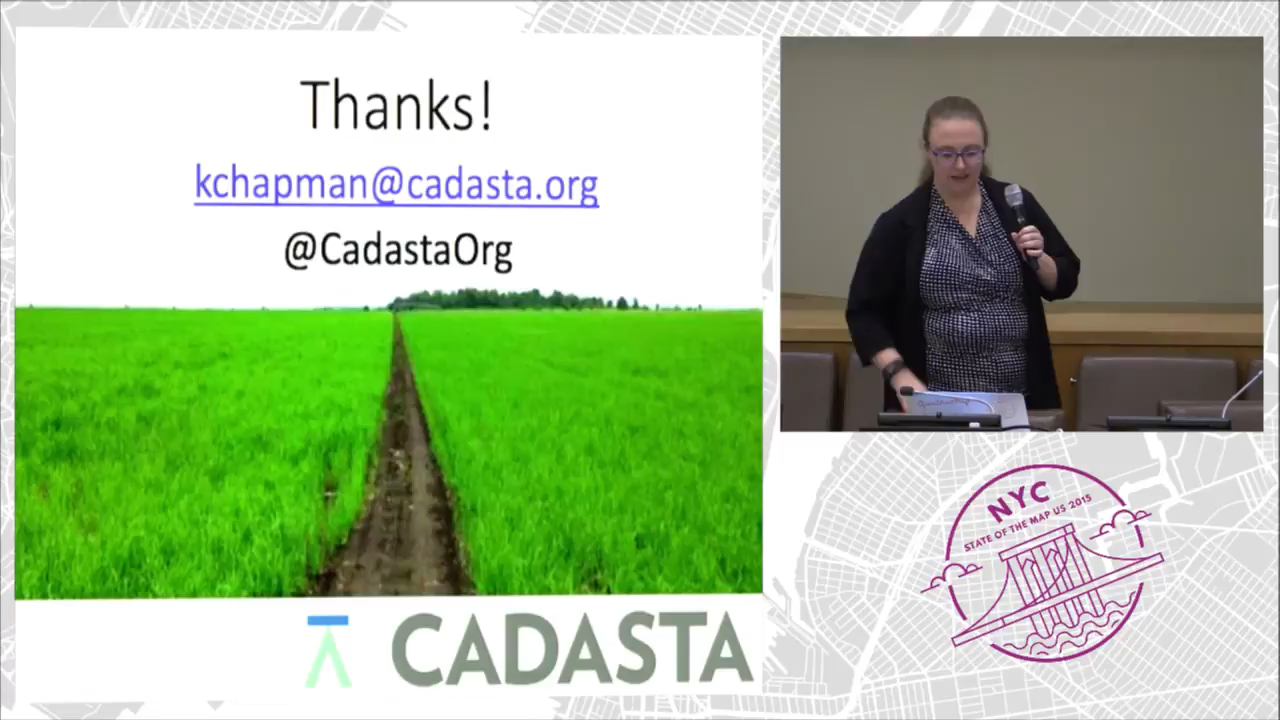 Thanks!
kchapman@cadasta.org
@CadastaOrg
CADASTA
NYC
STATE OF THE MAP US 2015